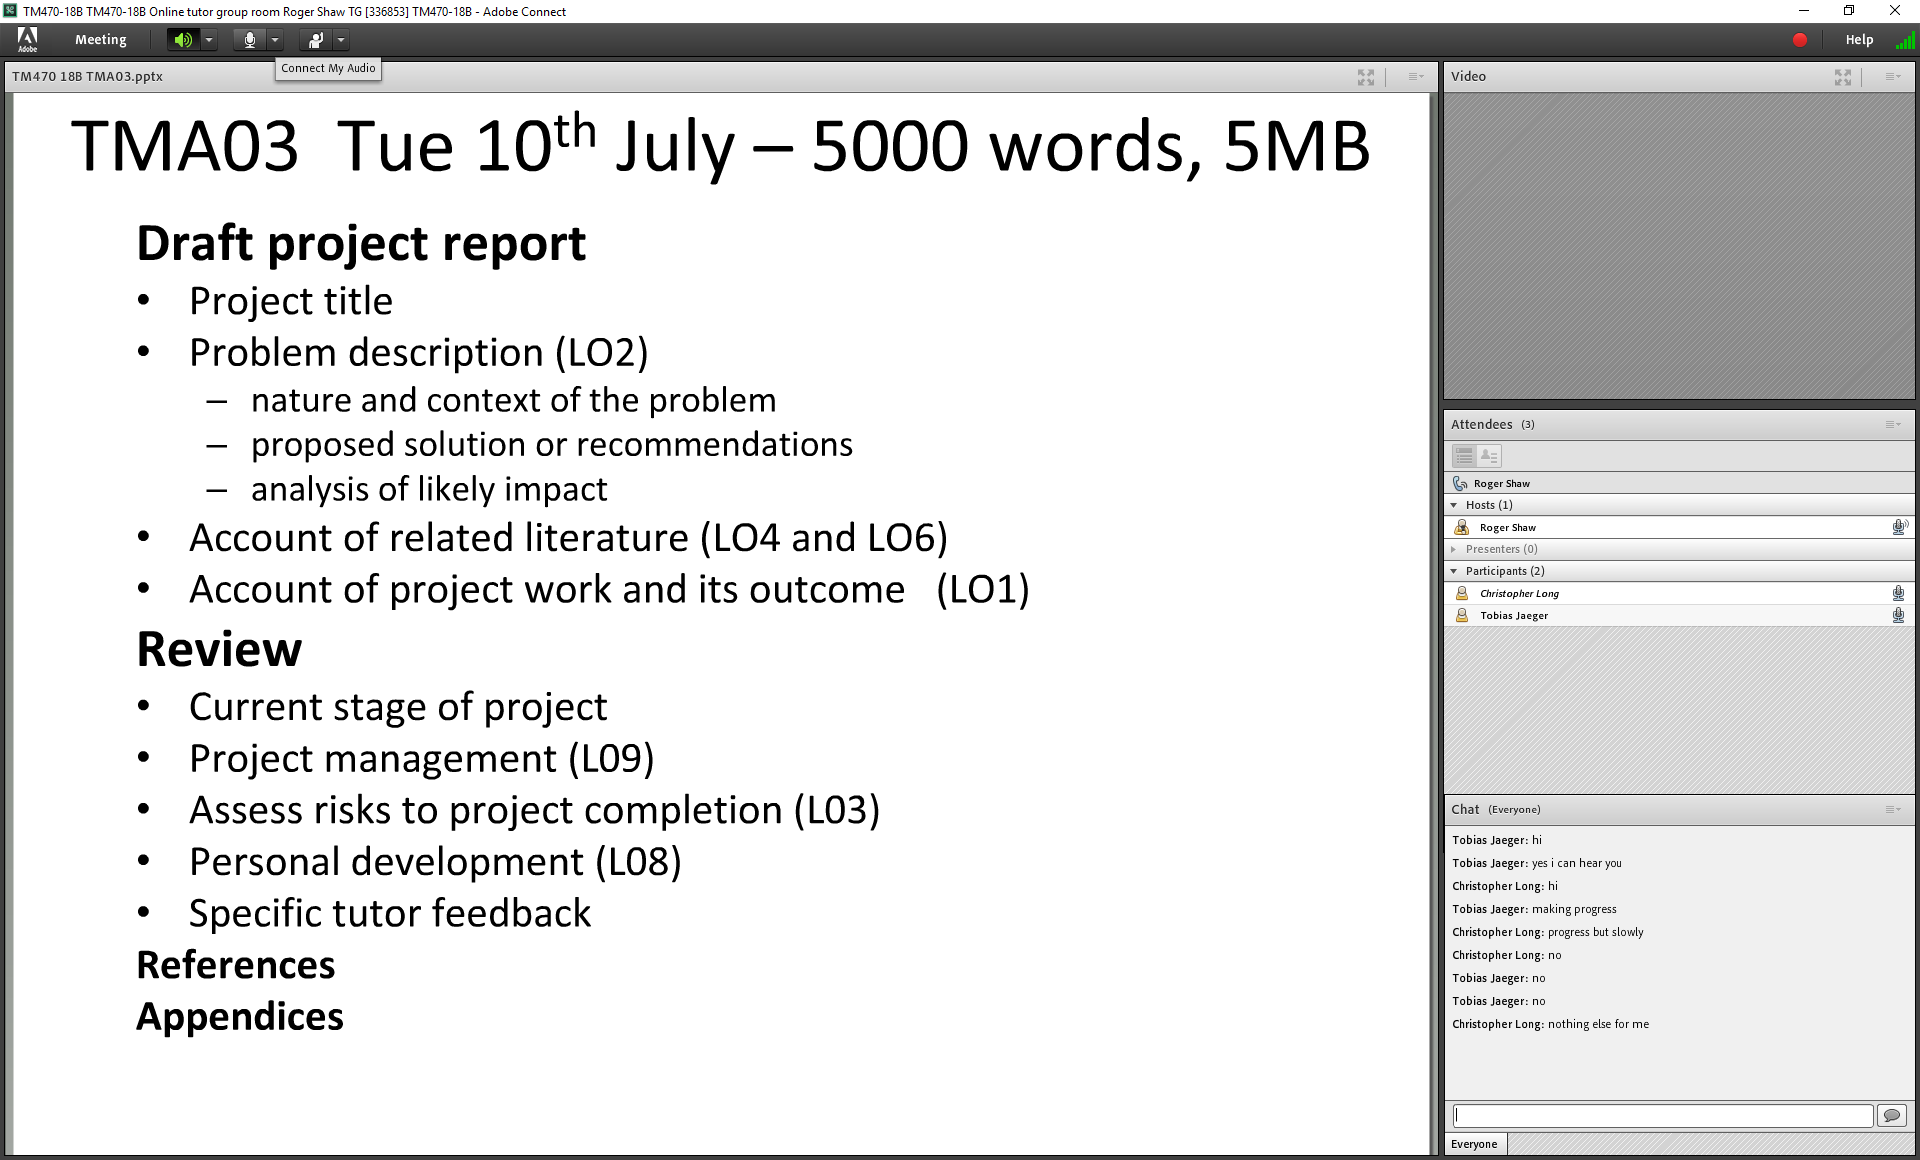 TM470-18B TM470-18B Online tutor group room Roger Shaw TG [336853] TM470-18B - Adobe Connect
Adobe
Meeting
Help
Connect My Audio
TM470 18B TMA03.pptx
TMA03 Tue 10th July – 5000 words, 5MB
Draft project report
• Project title
• Problem description (LO2)
– nature and context of the problem
– proposed solution or recommendations
– analysis of likely impact
• Account of related literature (LO4 and LO6)
• Account of project work and its outcome (LO1)
Review
• Current stage of project
• Project management (L09)
• Assess risks to project completion (L03)
• Personal development (L08)
• Specific tutor feedback
References
Appendices
Video
Attendees (3)
Roger Shaw
Hosts (1)
Roger Shaw
Presenters (0)
Participants (2)
Christopher Long
Tobias Jaeger
Chat (Everyone)
Tobias Jaeger: hi
Tobias Jaeger: yes i can hear you
Christopher Long: hi
Tobias Jaeger: making progress
Christopher Long: progress but slowly
Christopher Long: no
Tobias Jaeger: no
Tobias Jaeger: no
Christopher Long: nothing else for me
Everyone